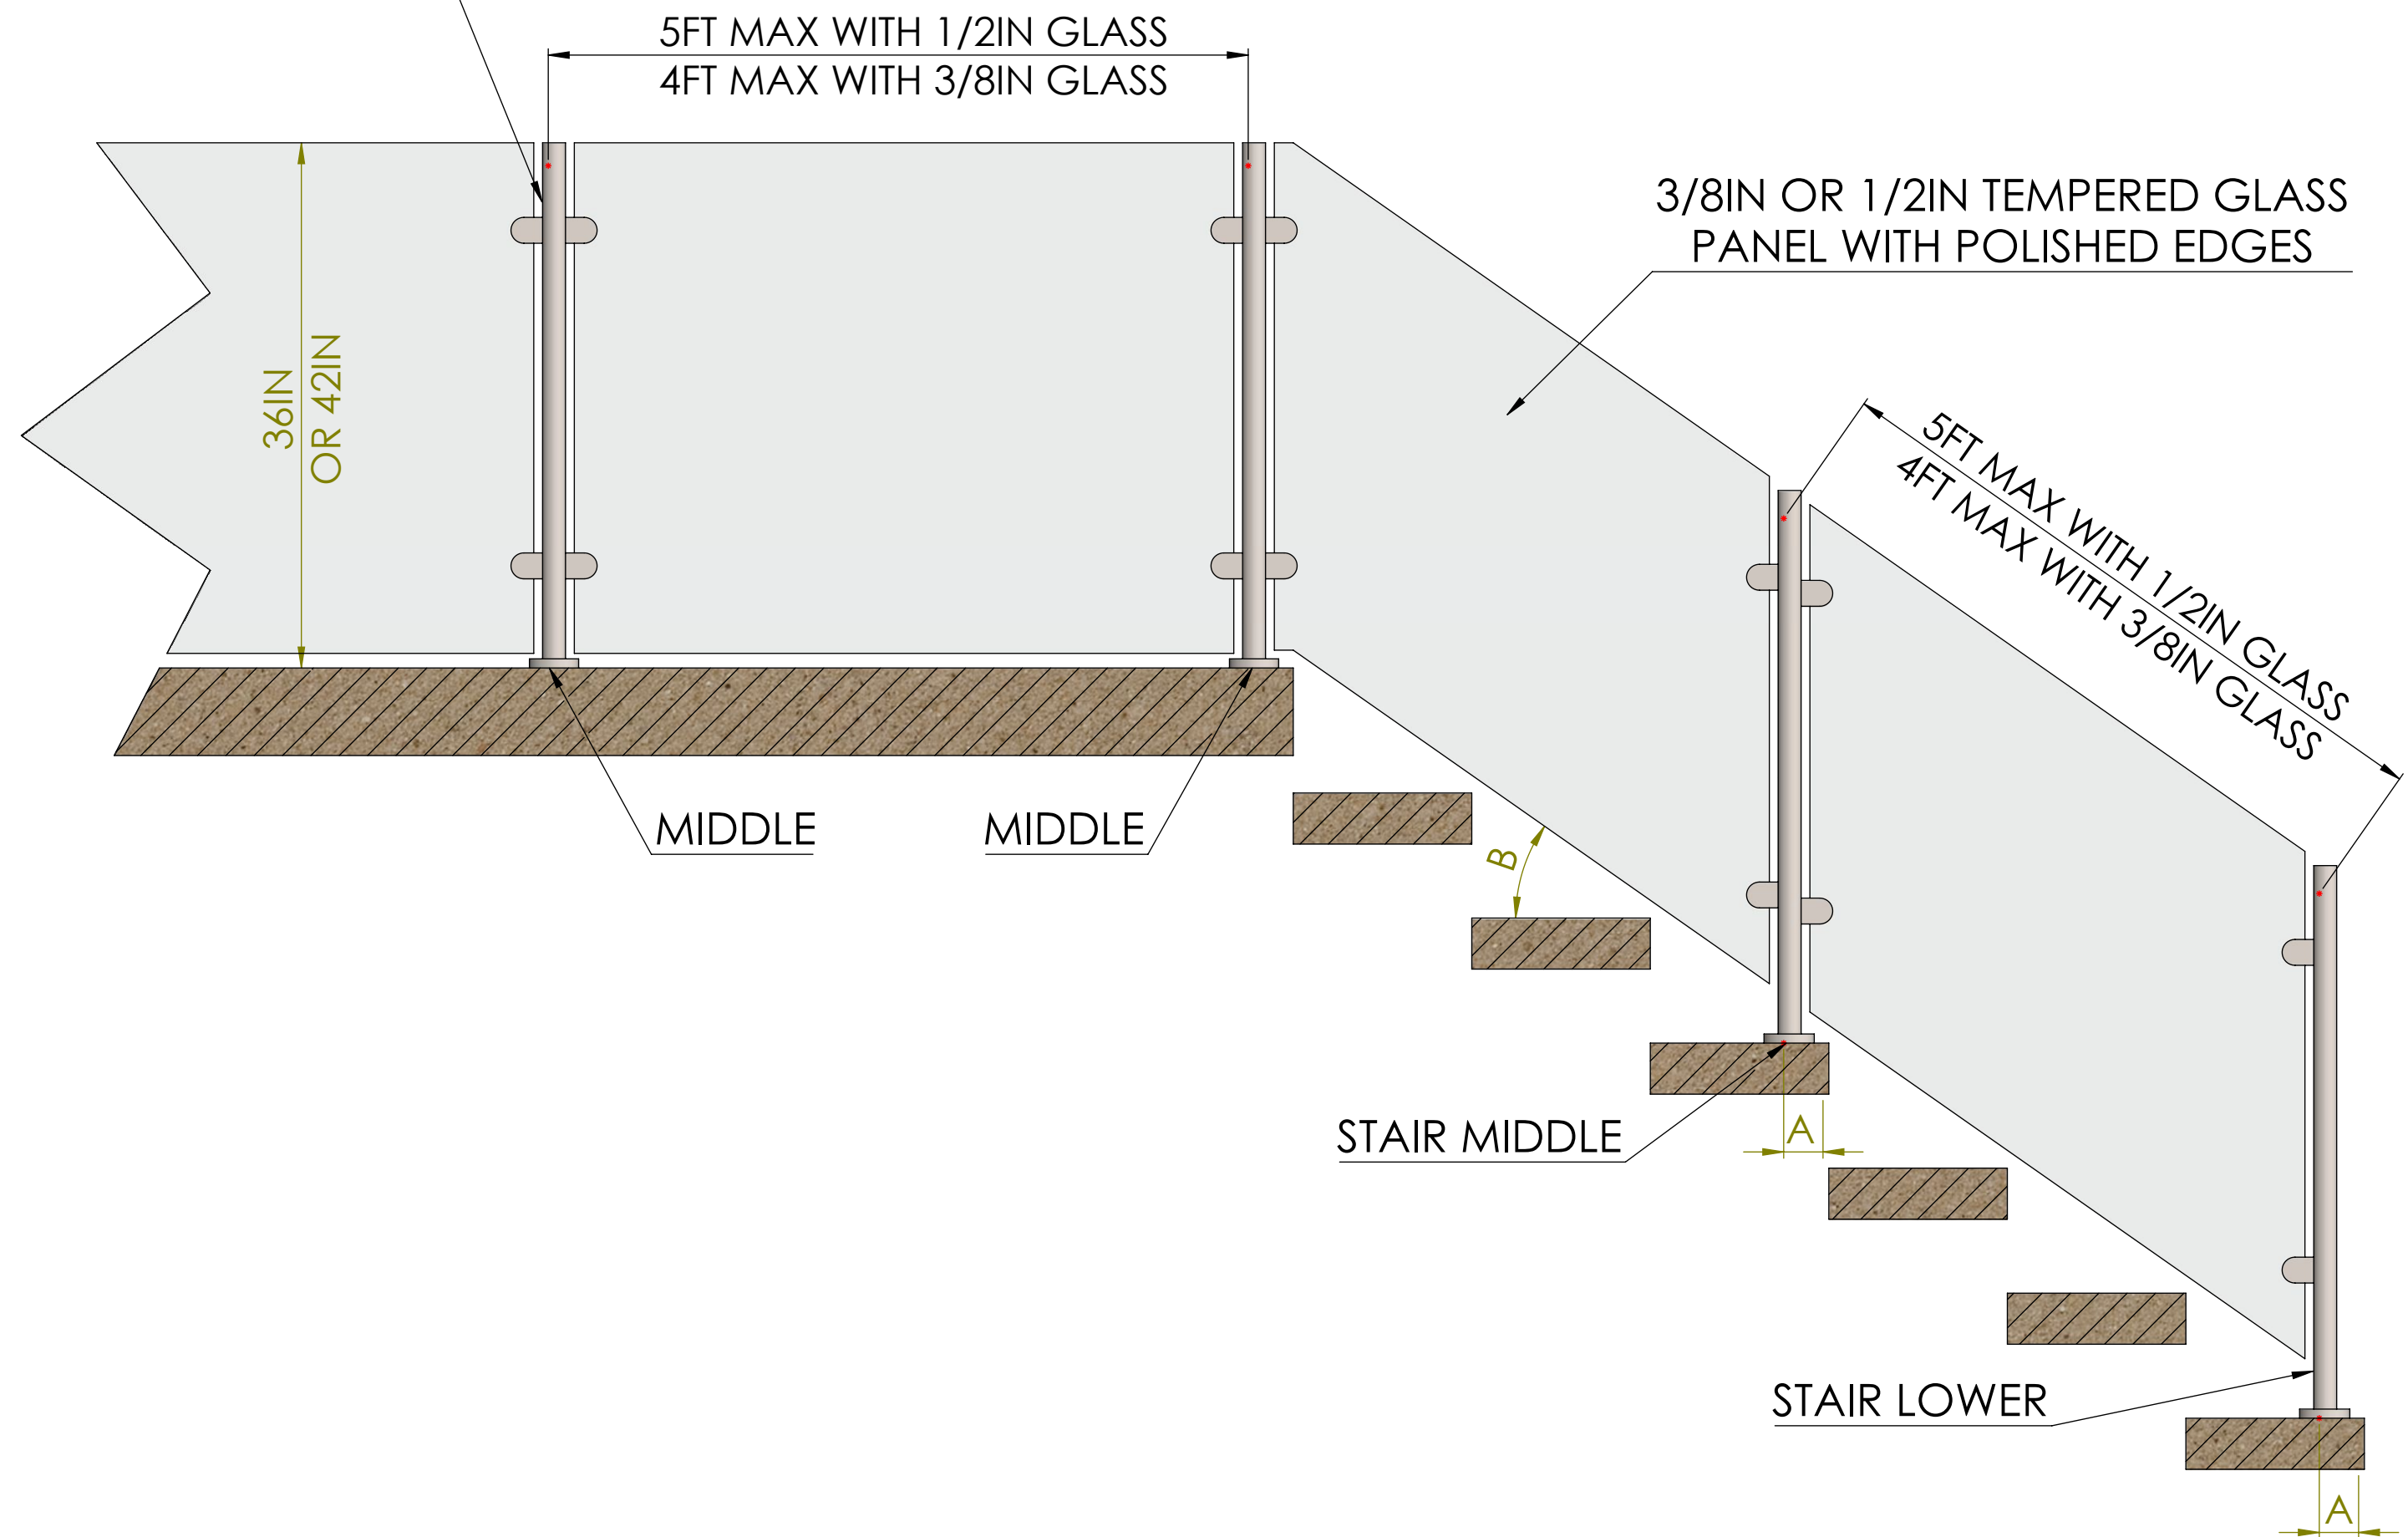 5FT MAX WITH 1/2IN GLASS
4FT MAX WITH 3/8IN GLASS
3/8IN OR 1/2IN TEMPERED GLASS
PANEL WITH POLISHED EDGES
36IN
OR 42IN
5FT MAX WITH 1/2IN GLASS
4FT MAX WITH 3/8IN GLASS
MIDDLE
MIDDLE
B
STAIR MIDDLE
A
STAIR LOWER
A